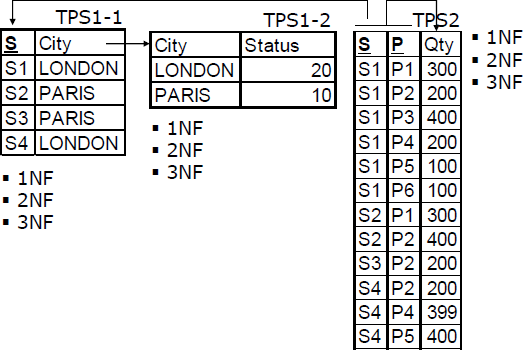 TPS1-1
S City
S1 LONDON
S2 PARIS
S3 PARIS
S4 LONDON
▪ 1NF
▪ 2NF
▪ 3NF
TPS1-2
City Status
LONDON 20
PARIS 10
▪ 1NF
▪ 2NF
▪ 3NF
TPS2
S P Qty
S1 P1 300
S1 P2 200
S1 P3 400
S1 P4 200
S1 P5 100
S1 P6 100
S2 P1 300
S2 P2 400
S3 P2 200
S4 P2 200
S4 P4 399
S4 P5 400
▪ 1NF
▪ 2NF
▪ 3NF